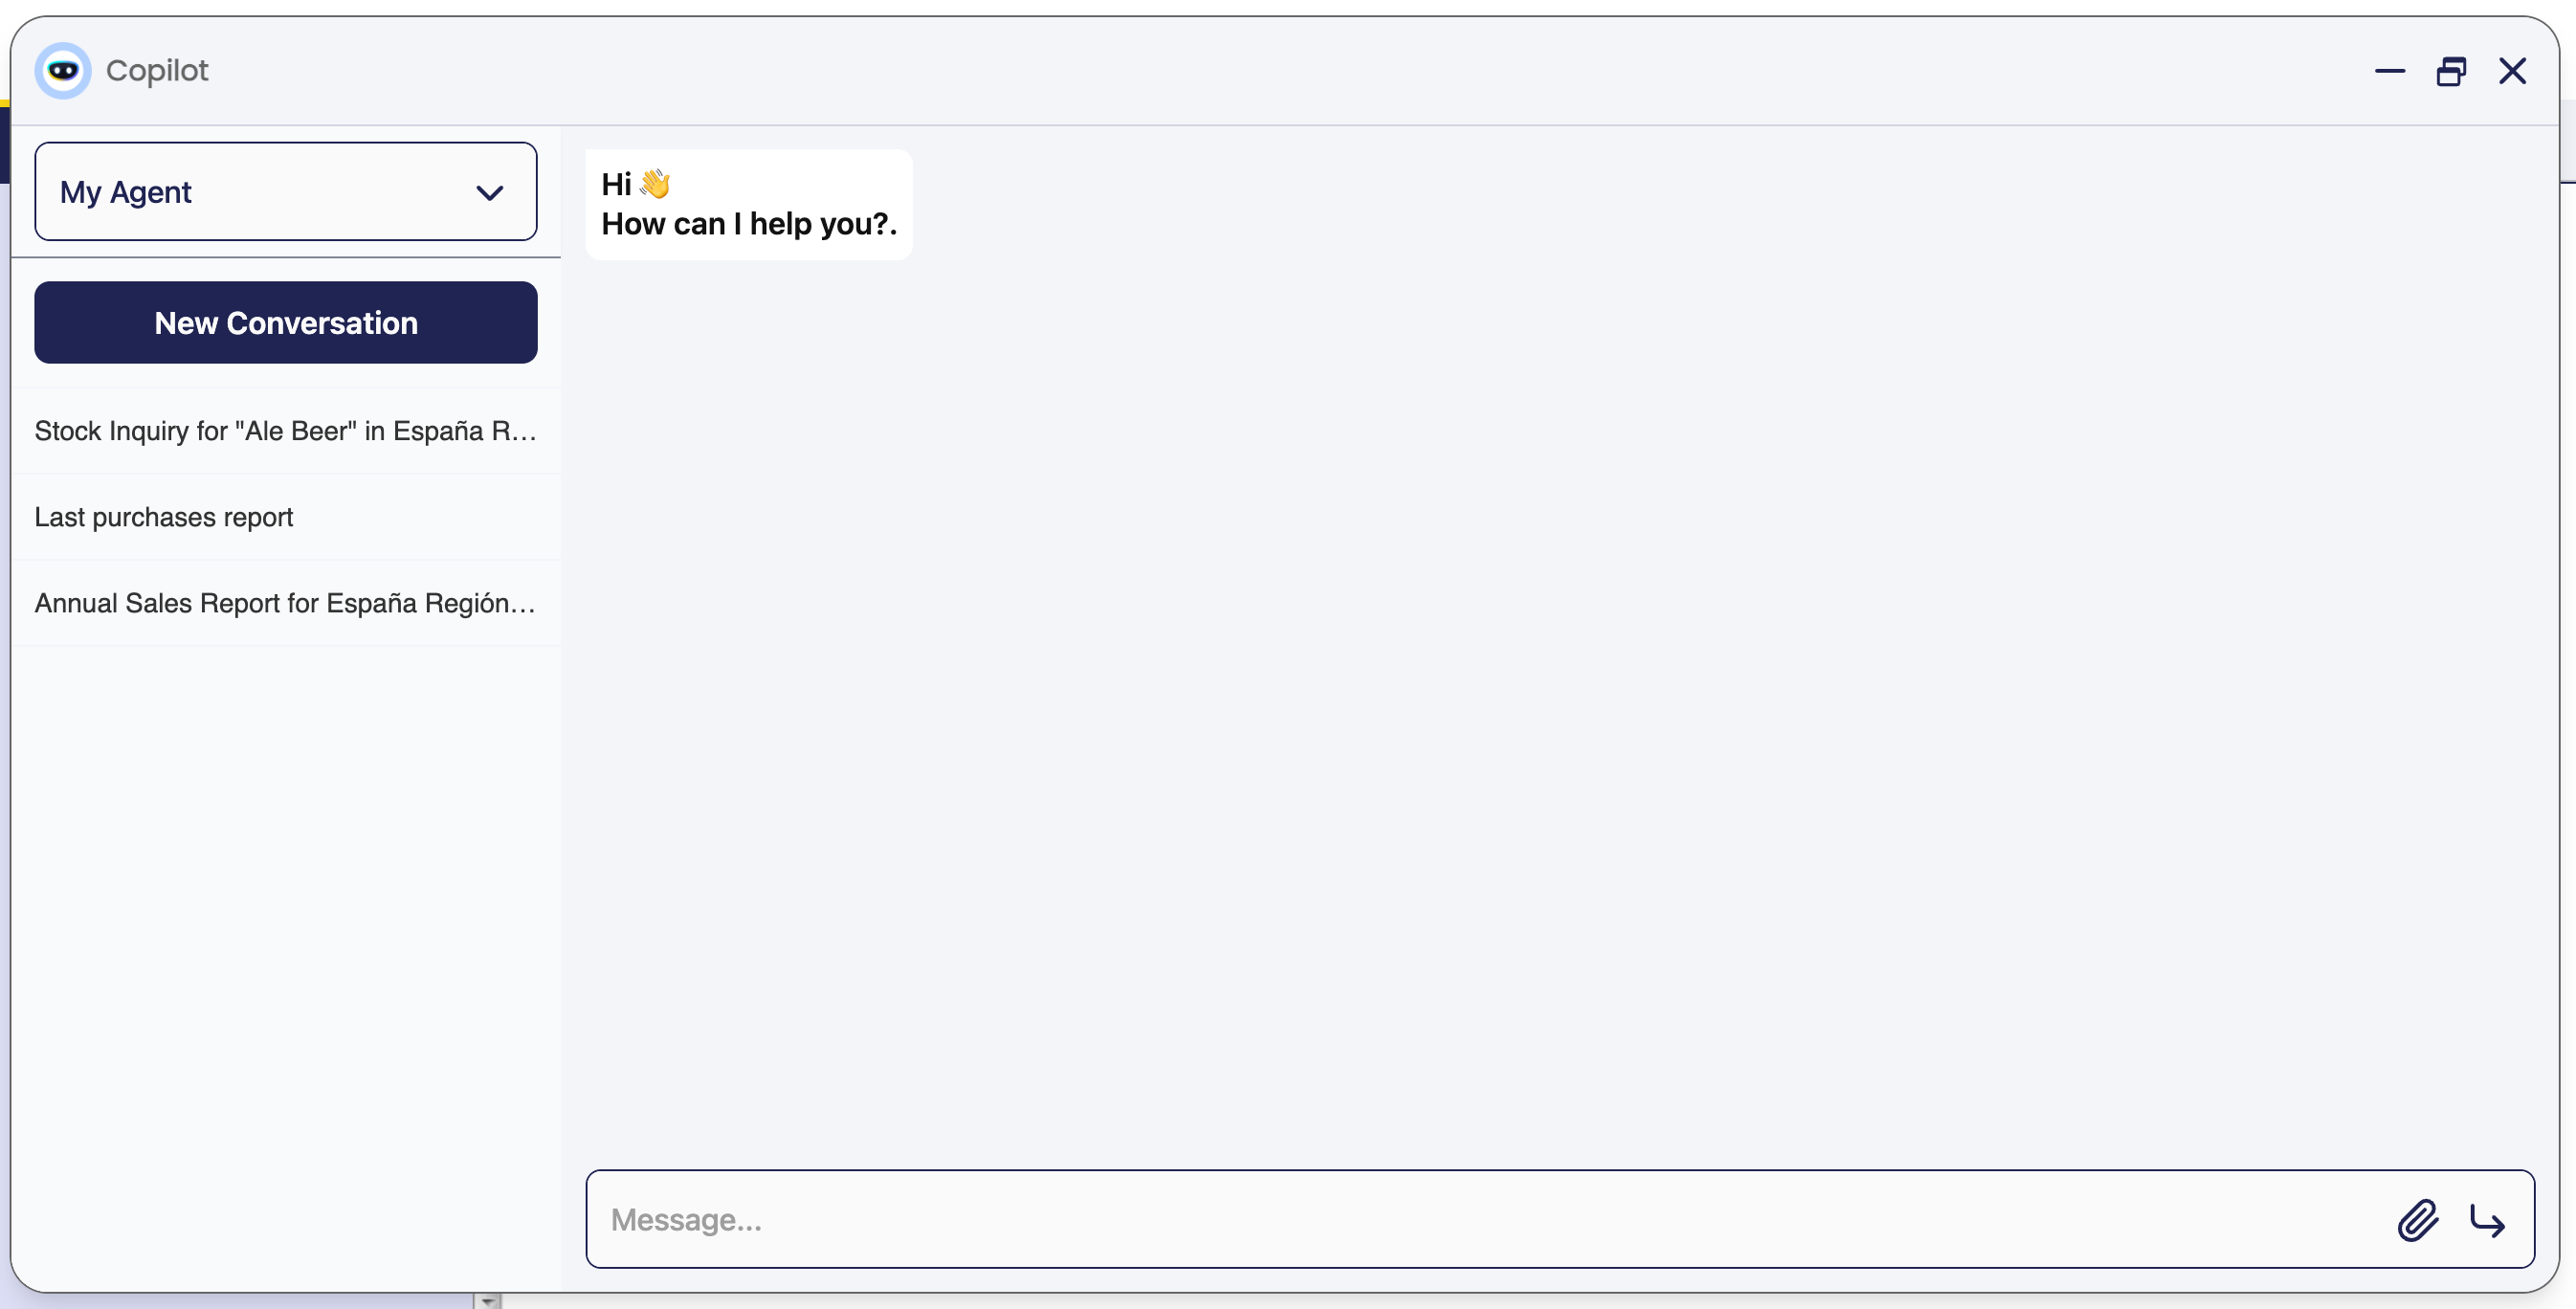 Copilot
My Agent
New Conversation
Stock Inquiry for "Ale Beer" in España R...
Last purchases report
Annual Sales Report for España Región...
Hi 👋
How can I help you?.
Message...